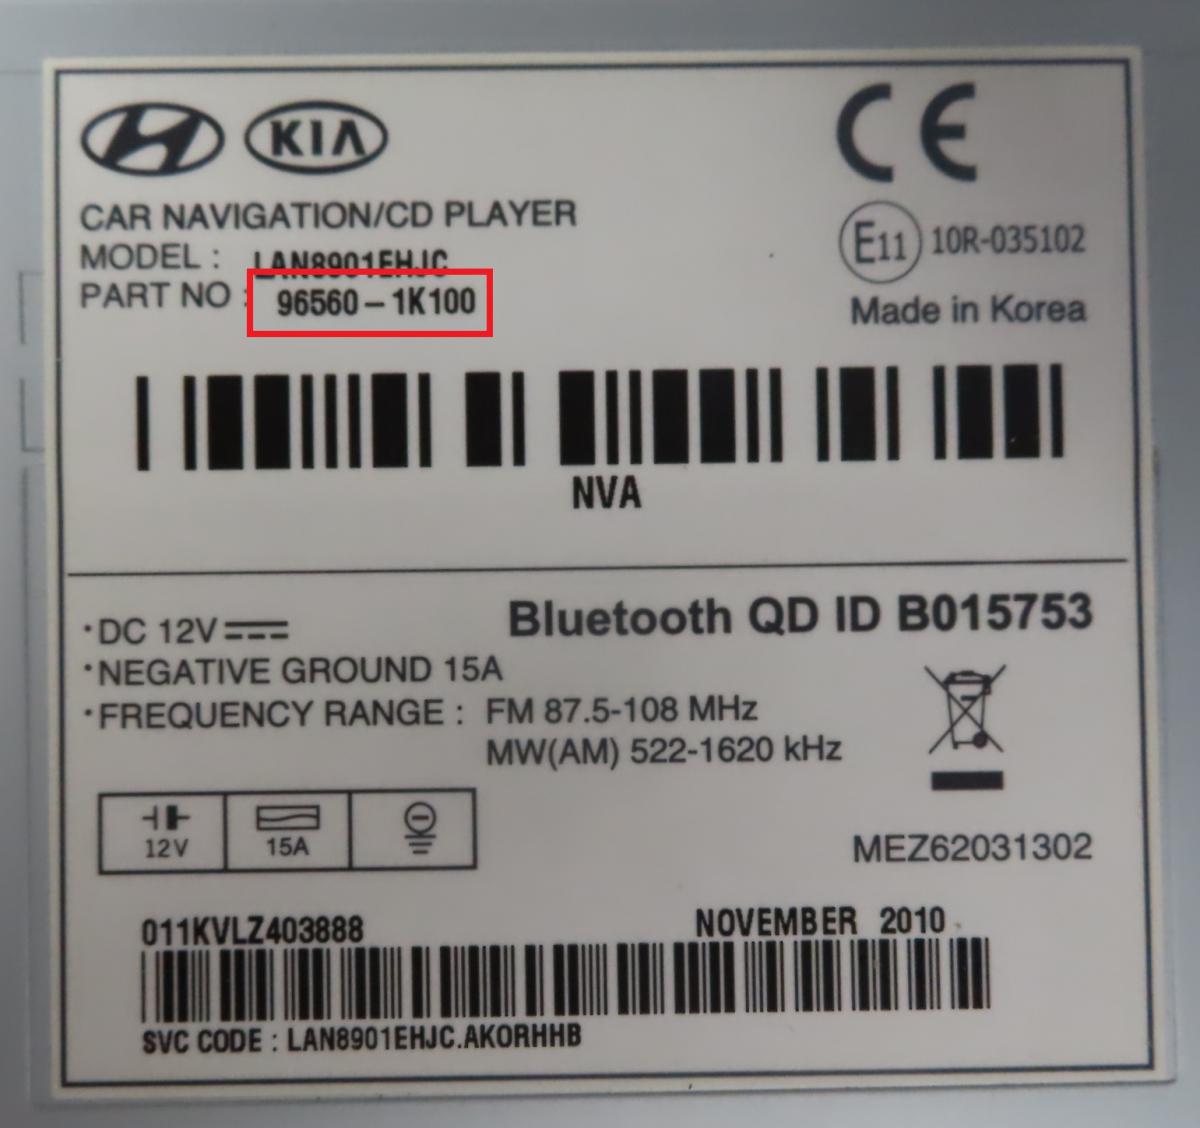 KIA
CE
CAR NAVIGATION/CD PLAYER
MODEL : LAN8901EHJC
PART NO : 96560-1K100
E11 10R-035102
Made in Korea
NVA
Bluetooth QD ID B015753
·DC 12V
·NEGATIVE GROUND 15A
·FREQUENCY RANGE : FM 87.5-108 MHz
MW(AM) 522-1620 kHz
12V 15A
MEZ62031302
011KVLZ403888 NOVEMBER 2010
SVC CODE : LAN8901EHJC.AKORHHB